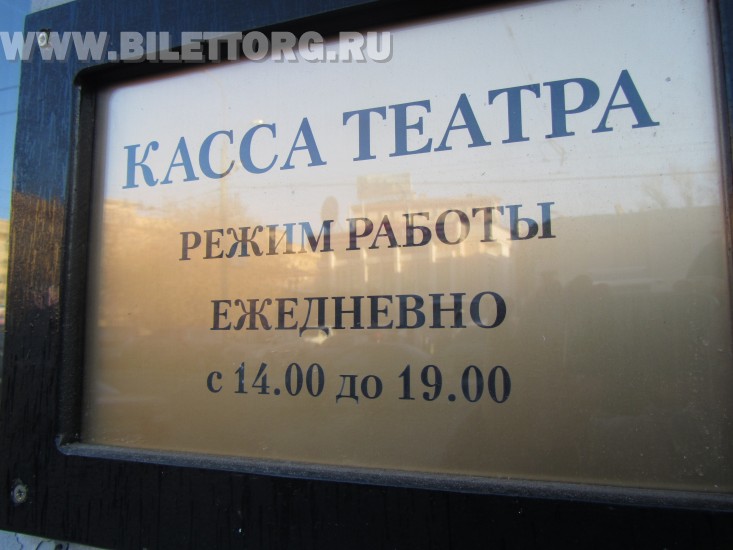 WWW.BILETTORG.RU
КАССА ТЕАТРА
РЕЖИМ РАБОТЫ
ЕЖЕДНЕВНО
с 14.00 до 19.00